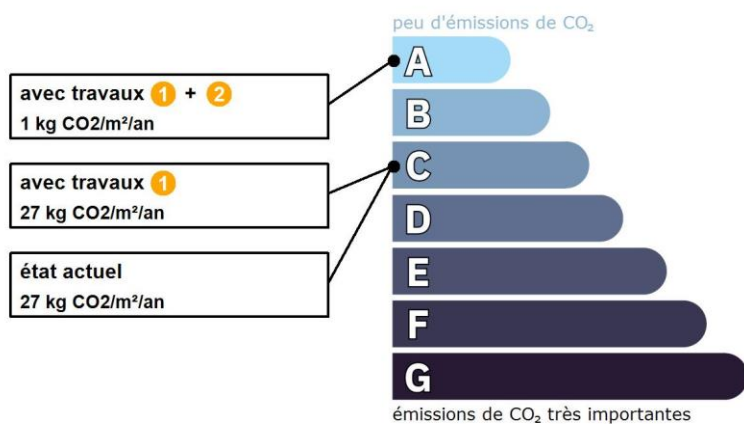 peu d'émissions de CO₂
A
avec travaux 1 + 2
1 kg CO2/m²/an
B
C
avec travaux 1
27 kg CO2/m²/an
D
état actuel
27 kg CO2/m²/an
E
F
G
émissions de CO₂ très importantes